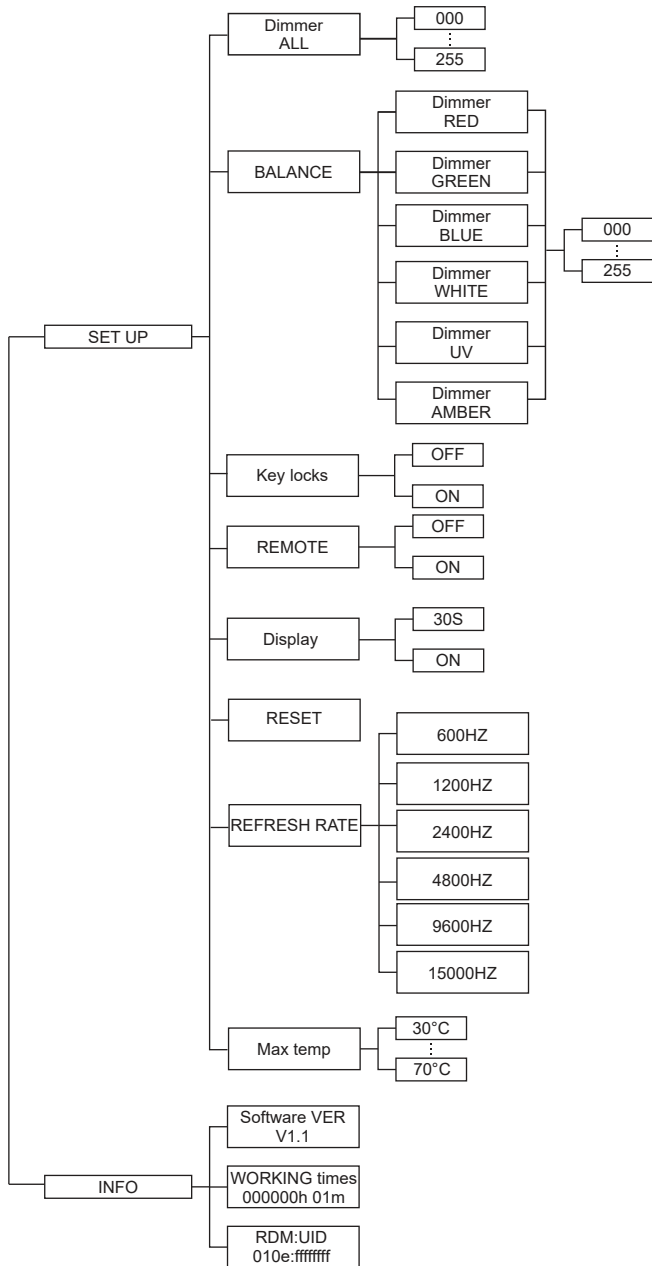 Dimmer
ALL
000
255
BALANCE
Dimmer
RED
Dimmer
GREEN
Dimmer
BLUE
Dimmer
WHITE
Dimmer
UV
Dimmer
AMBER
000
255
SET UP
Key locks
OFF
ON
REMOTE
OFF
ON
Display
30S
ON
RESET
REFRESH RATE
600HZ
1200HZ
2400HZ
4800HZ
9600HZ
15000HZ
Max temp
30°C
70°C
INFO
Software VER
V1.1
WORKING times
000000h 01m
RDM:UID
010e:ffffffff